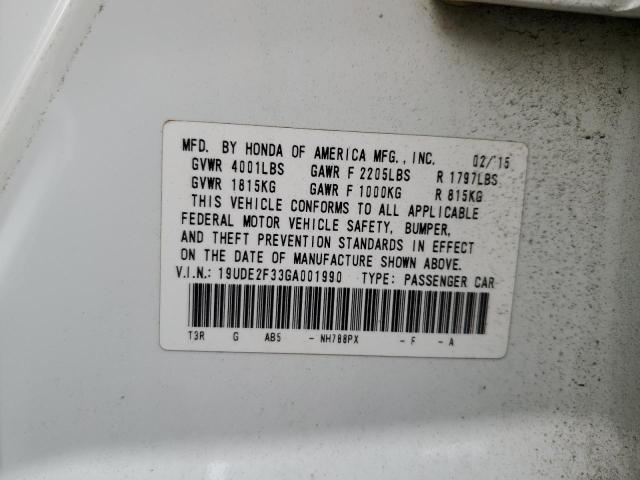 MFD. BY HONDA OF AMERICA MFG., INC. 02/15
GVWR 4001LBS GAWR F 2205LBS R 1797LBS
GVWR 1815KG GAWR F 1000KG R 815KG
THIS VEHICLE CONFORMS TO ALL APPLICABLE
FEDERAL MOTOR VEHICLE SAFETY, BUMPER,
AND THEFT PREVENTION STANDARDS IN EFFECT
ON THE DATE OF MANUFACTURE SHOWN ABOVE.
V.I.N.: 19UDE2F33GA001990 TYPE: PASSENGER CAR
T3R G AB5 - NH788PX - F - A